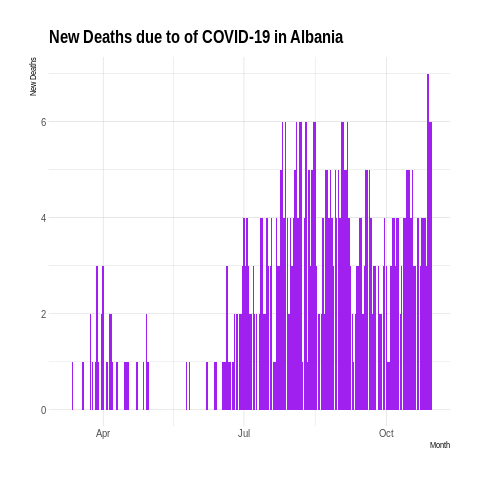 New Deaths due to of COVID-19 in Albania
New Deaths
6
4
2
0
Apr
Jul
Oct
Month